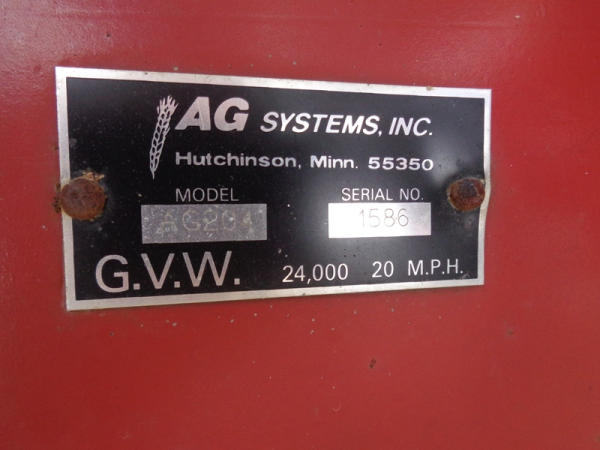 AG SYSTEMS, INC.
Hutchinson, Minn. 55350
MODEL SERIAL NO.
1586
G.V.W. 24,000 20 M.P.H.